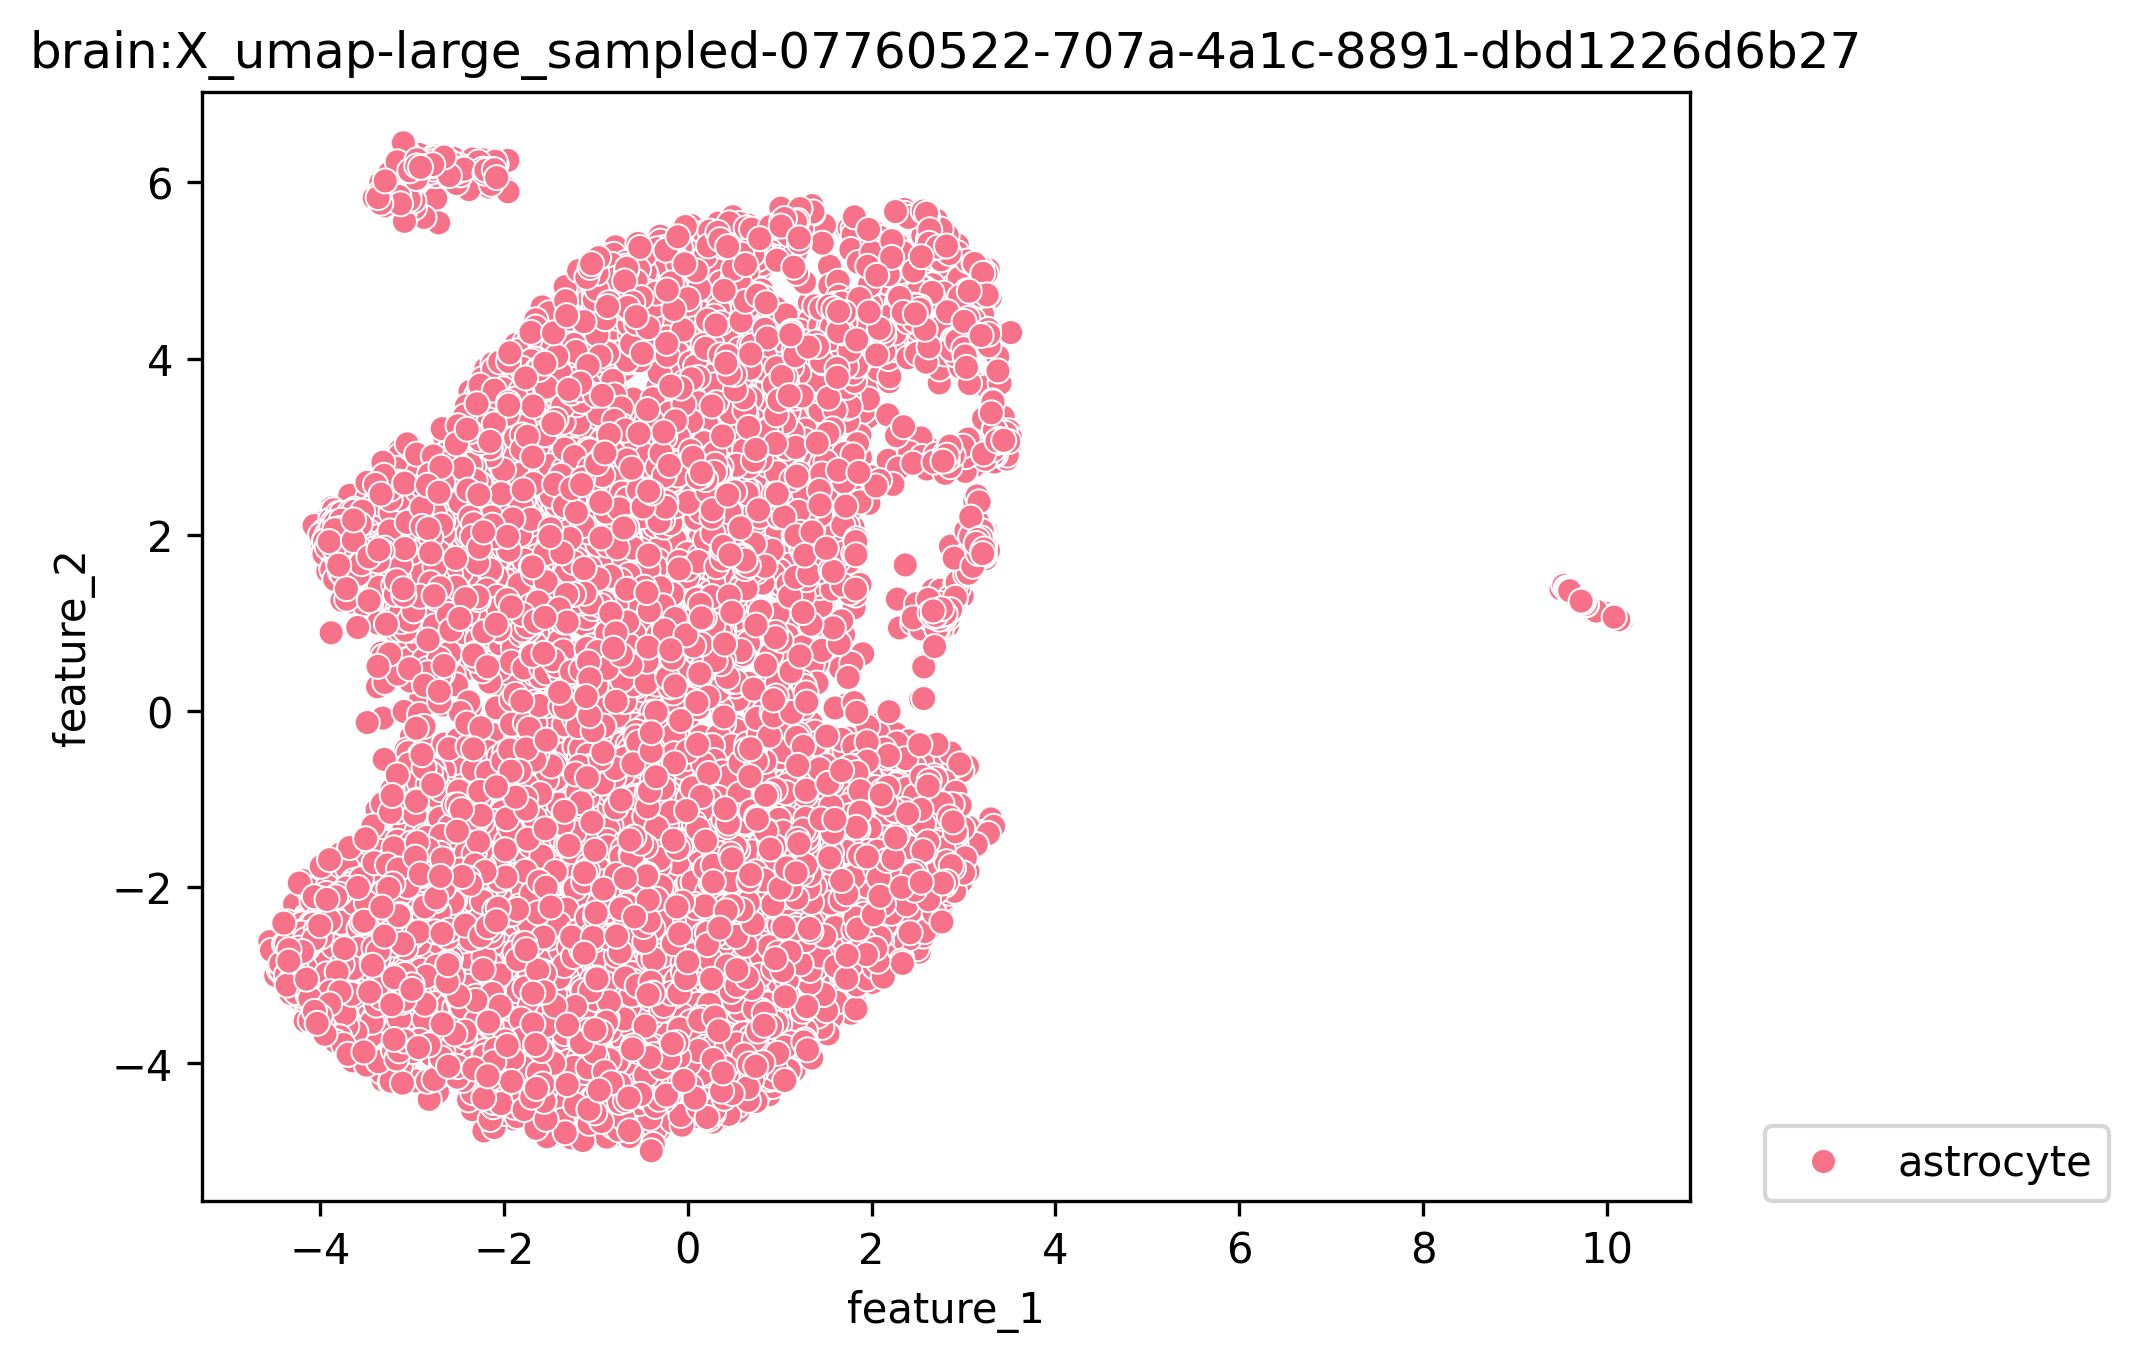 brain:X_umap-large_sampled-07760522-707a-4a1c-8891-dbd1226d6b27
feature_2
6
4
2
0
−2
−4
−4 −2 0 2 4 6 8 10
feature_1
astrocyte